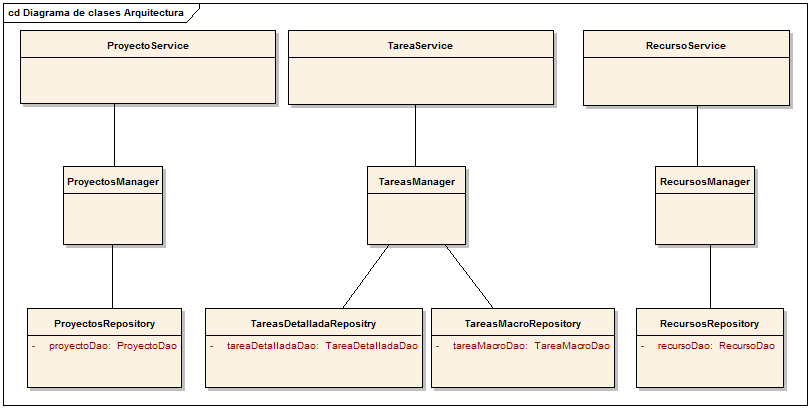 cd Diagrama de clases Arquitectura
ProyectoService
TareaService
RecursoService
ProyectosManager
TareasManager
RecursosManager
ProyectosRepository
- proyectoDao: ProyectoDao
TareasDetalladaRepositry
- tareaDetalladaDao: TareaDetalladaDao
TareasMacroRepository
- tareaMacroDao: TareaMacroDao
RecursosRepository
- recursoDao: RecursoDao